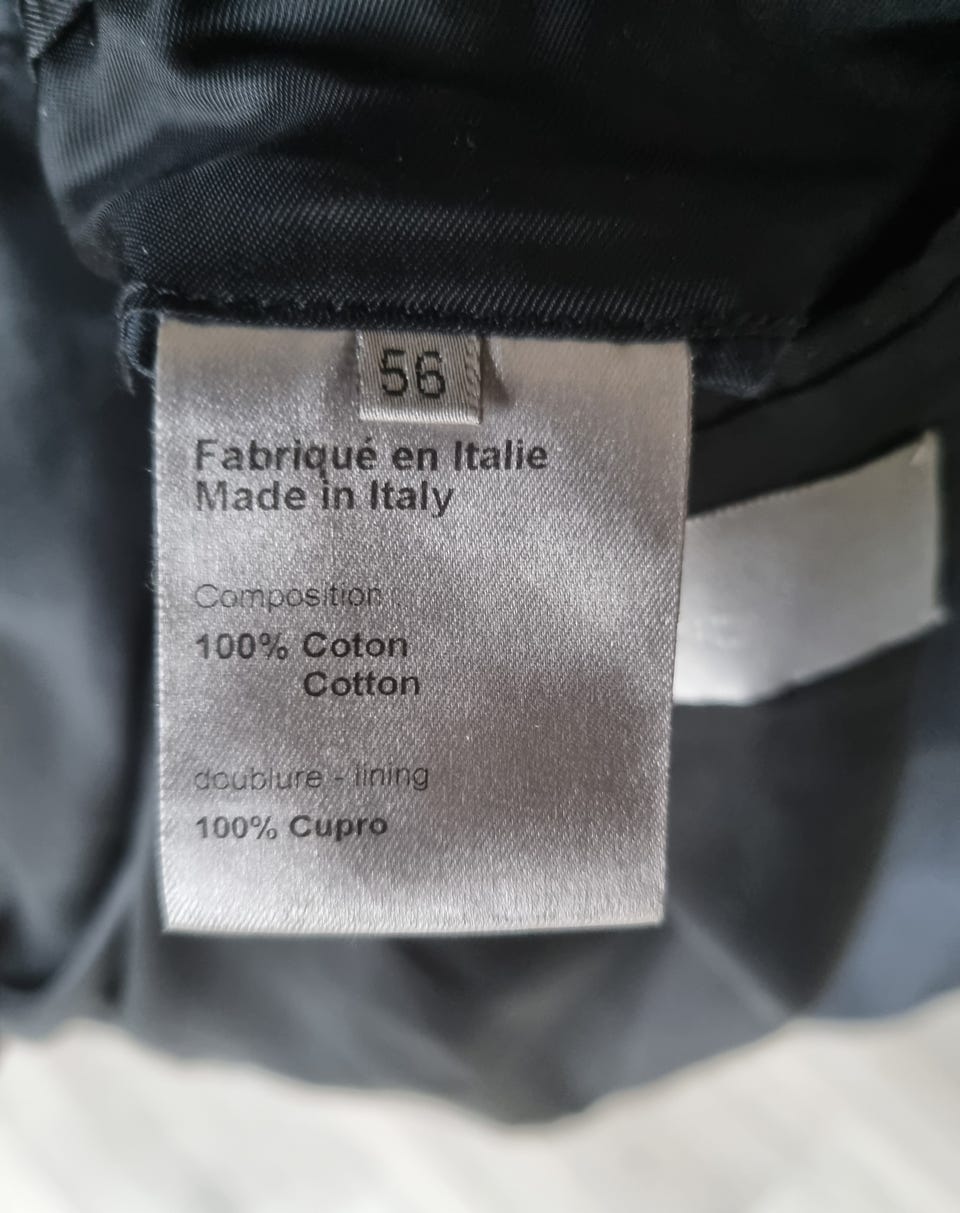 56
Fabriqué en Italie
Made in Italy
Composition
100% Coton
Cotton
doublure - lining
100% Cupro